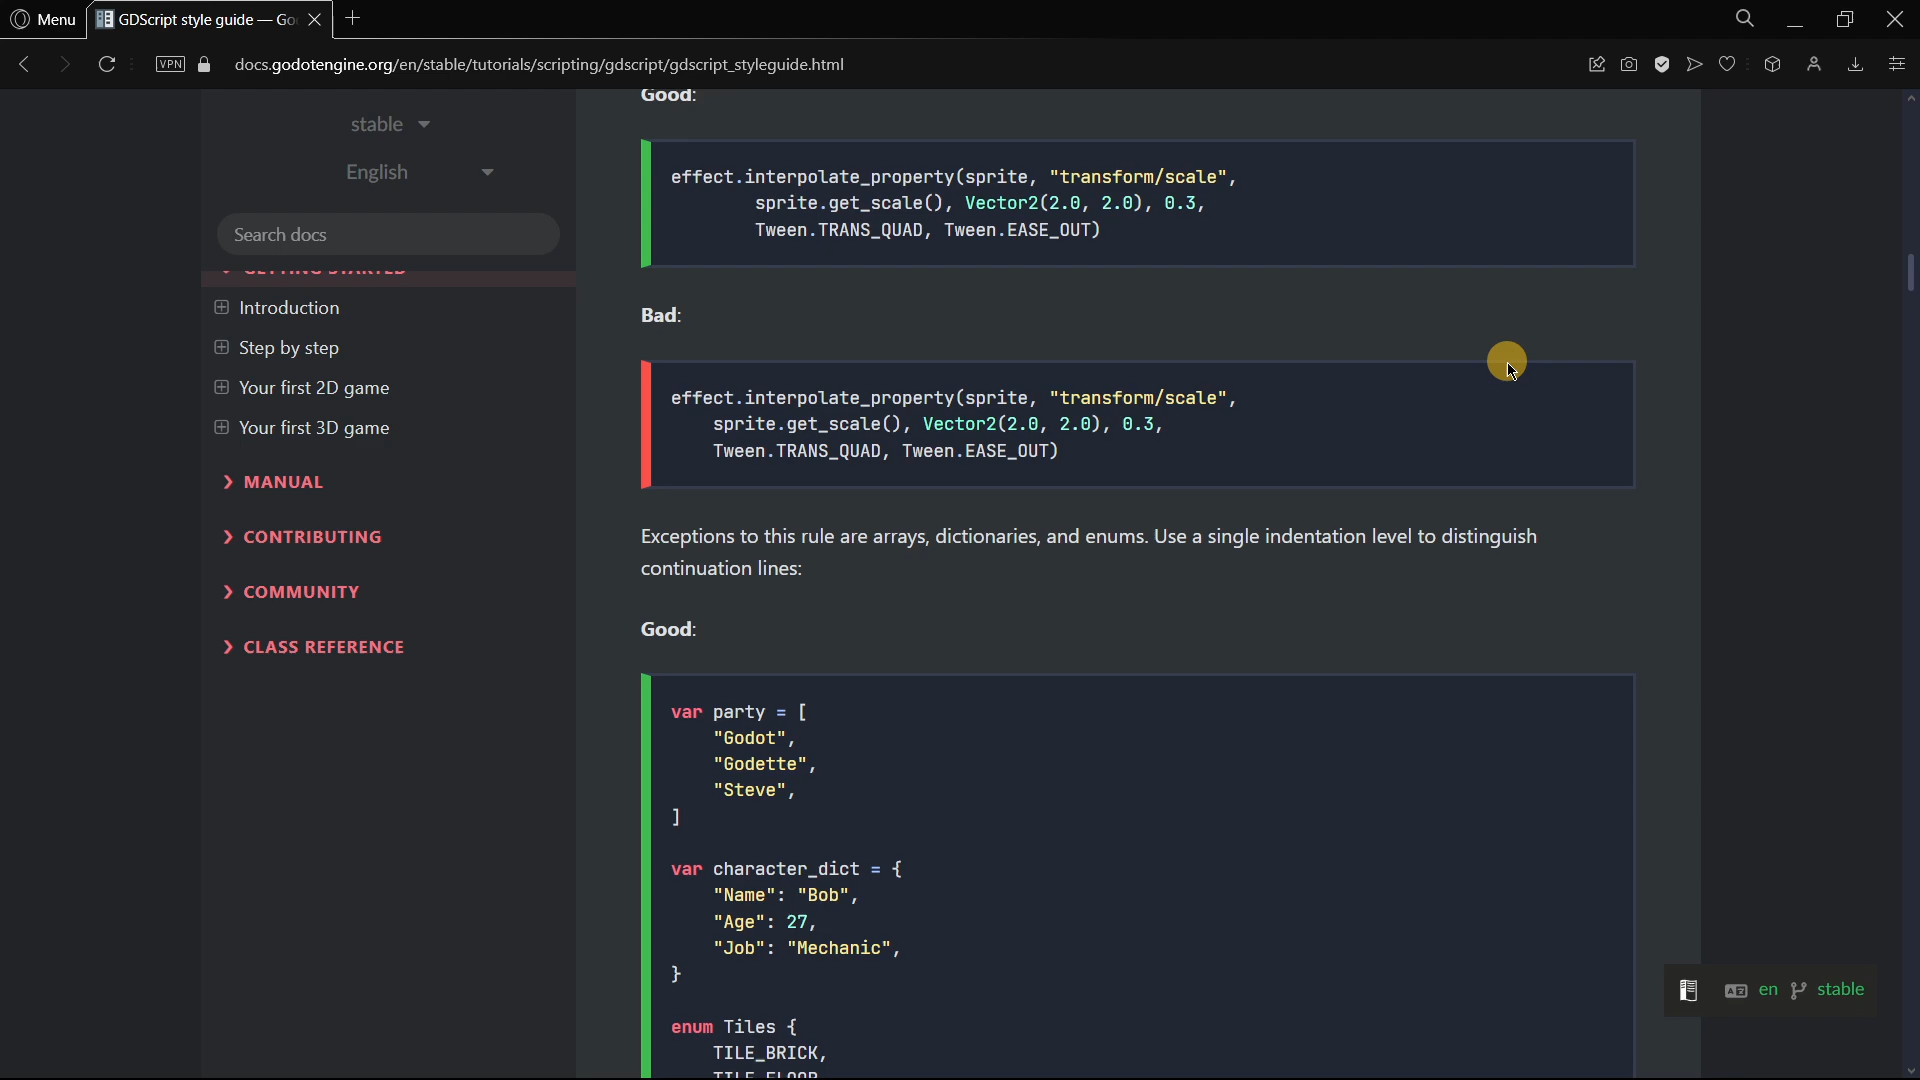 Menu
GDScript style guide — Go
VPN
docs.godotengine.org/en/stable/tutorials/scripting/gdscript/gdscript_styleguide.html
stable
English
Search docs
GETTING STARTED
Introduction
Step by step
Your first 2D game
Your first 3D game
MANUAL
CONTRIBUTING
COMMUNITY
CLASS REFERENCE
Good:
effect.interpolate_property(sprite, "transform/scale",
sprite.get_scale(), Vector2(2.0, 2.0), 0.3,
Tween.TRANS_QUAD, Tween.EASE_OUT)
Bad:
effect.interpolate_property(sprite, "transform/scale",
sprite.get_scale(), Vector2(2.0, 2.0), 0.3,
Tween.TRANS_QUAD, Tween.EASE_OUT)
Exceptions to this rule are arrays, dictionaries, and enums. Use a single indentation level to distinguish
continuation lines:
Good:
var party = [
"Godot",
"Godette",
"Steve",
]
var character_dict = {
"Name": "Bob",
"Age": 27,
"Job": "Mechanic",
}
enum Tiles {
TILE_BRICK,
TILE_FLOOR
en stable